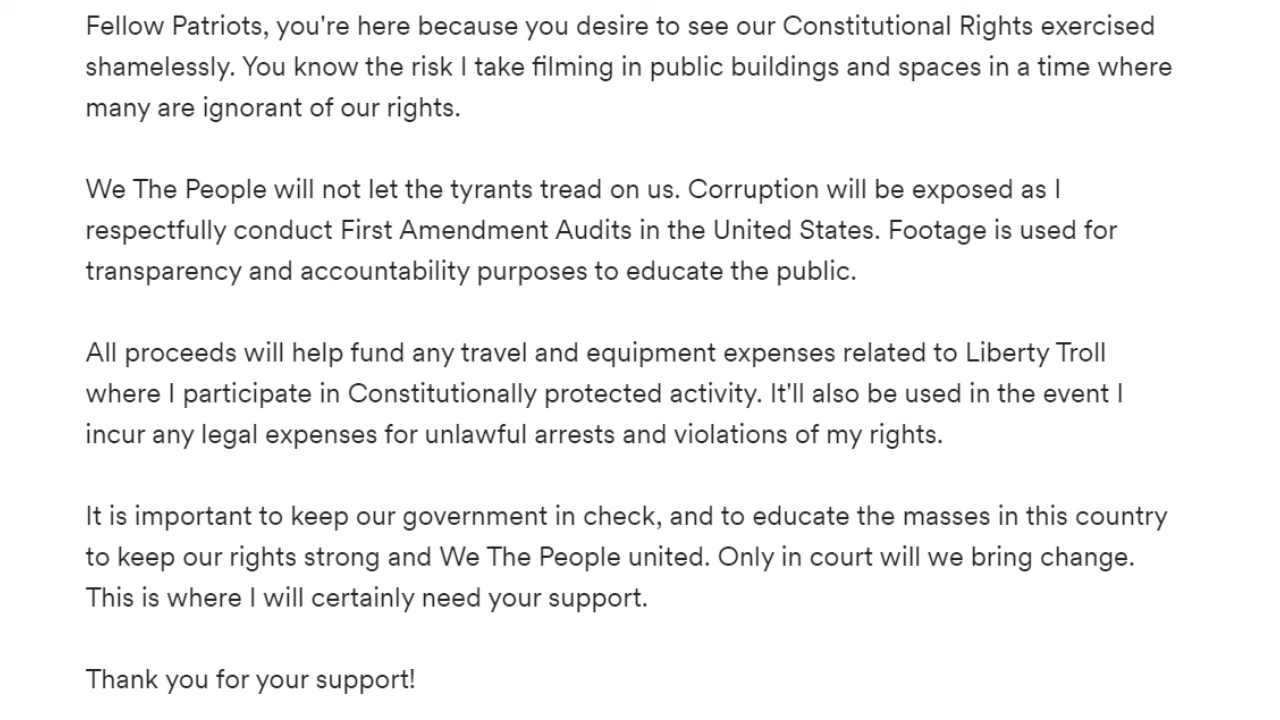 Fellow Patriots, you're here because you desire to see our Constitutional Rights exercised
shamelessly. You know the risk I take filming in public buildings and spaces in a time where
many are ignorant of our rights.
We The People will not let the tyrants tread on us. Corruption will be exposed as I
respectfully conduct First Amendment Audits in the United States. Footage is used for
transparency and accountability purposes to educate the public.
All proceeds will help fund any travel and equipment expenses related to Liberty Troll
where I participate in Constitutionally protected activity. It'll also be used in the event I
incur any legal expenses for unlawful arrests and violations of my rights.
It is important to keep our government in check, and to educate the masses in this country
to keep our rights strong and We The People united. Only in court will we bring change.
This is where I will certainly need your support.
Thank you for your support!